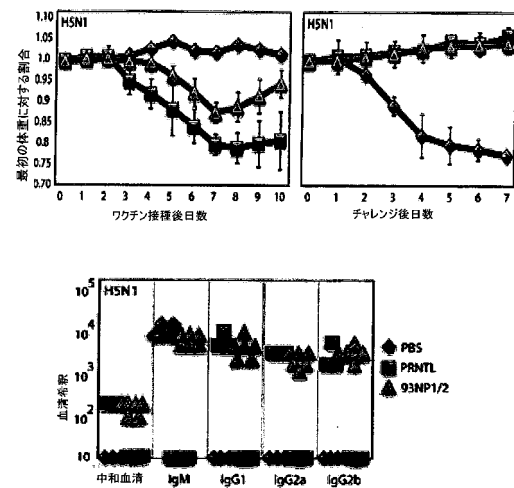 H5N1
最初の体重に対する割合
1.10
1.05
1.0
0.95
0.90
0.85
0.80
0.75
0.70
0 1 2 3 4 5 6 7 8 9 10
ワクチン接種後日数
H5N1
0 1 2 3 4 5 6 7
チャレンジ後日数
H5N1
血清希釈
10⁵
10⁴
10³
10²
10
中和血清 IgM IgG1 IgG2a IgG2b
PBS
PRNTL
93NP1/2